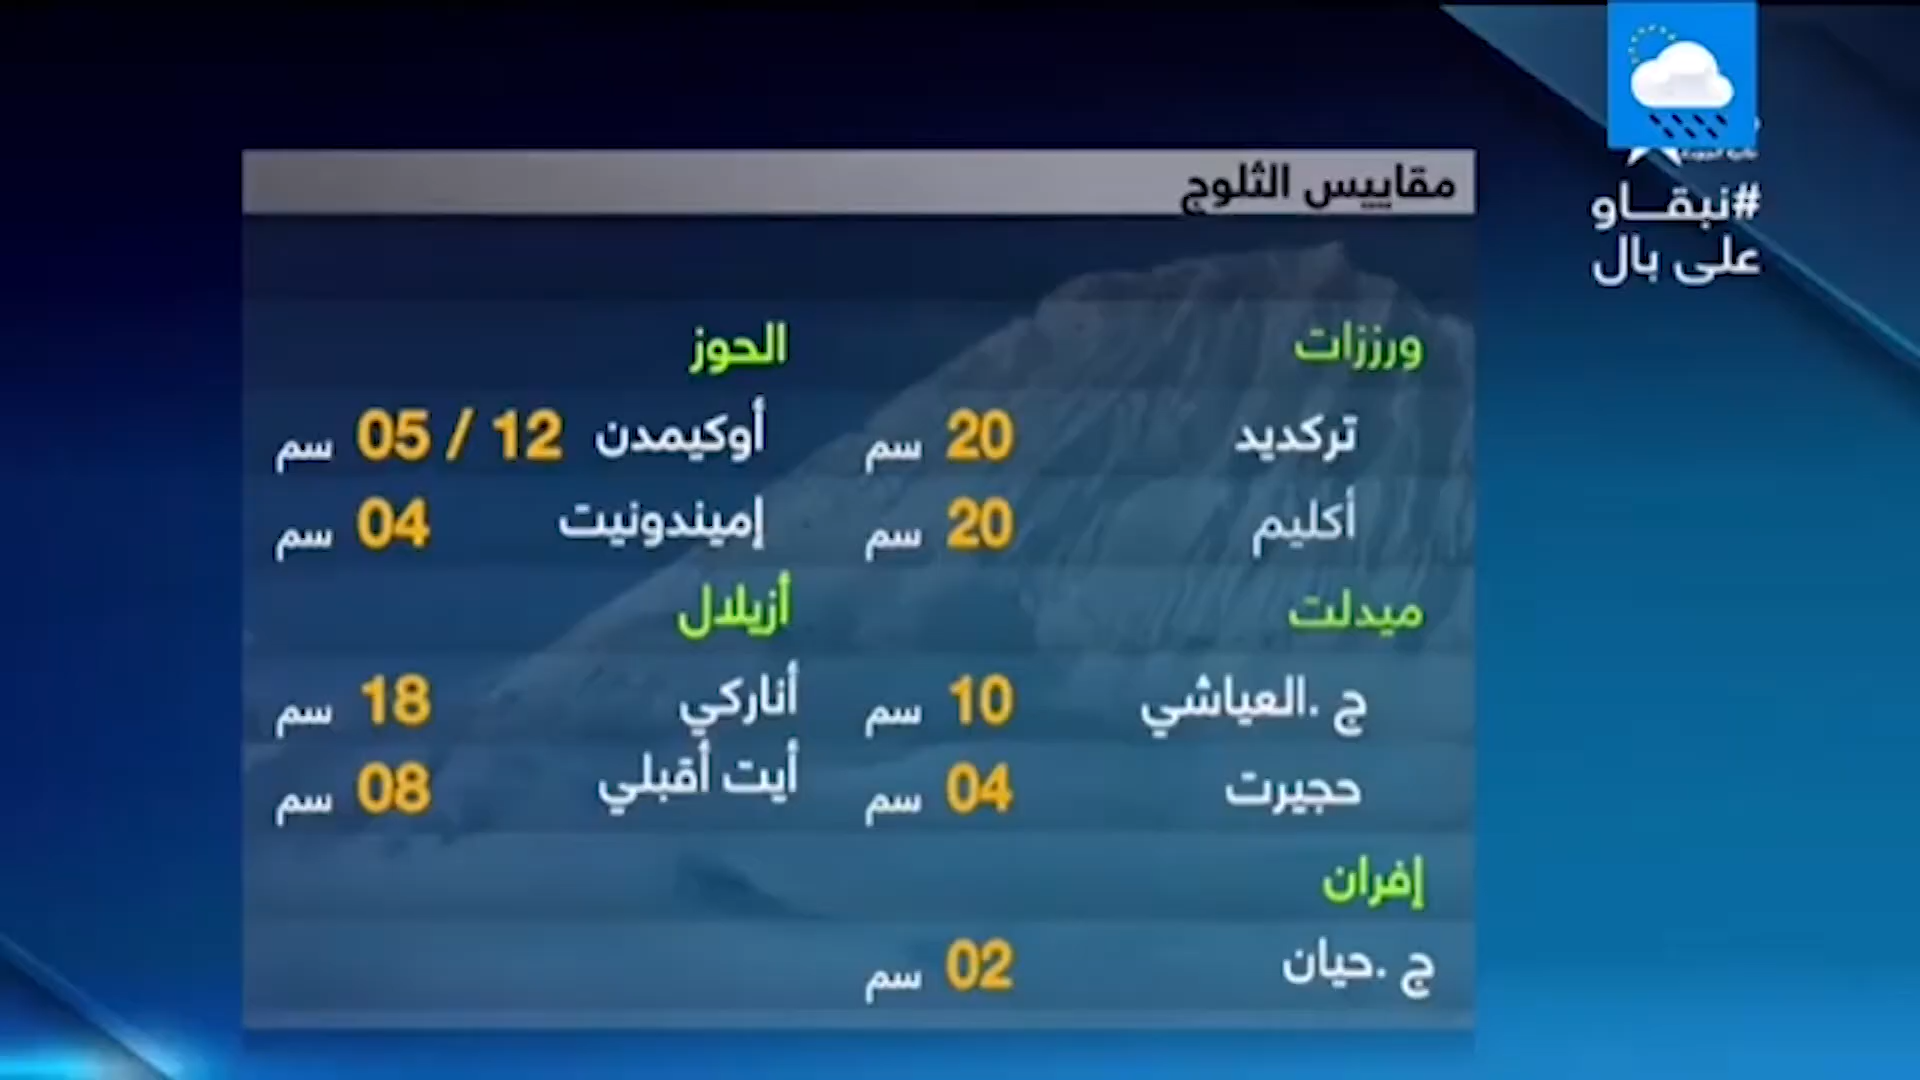 #نبقاو
على بال
مقاييس الثلوج
ورززات
تركديد 20 سم
أكليم 20 سم
ميدلت
ج .العياشي 10 سم
حجيرت 04 سم
إفران
ج .حيان 02 سم
الحوز
أوكيمدن 12 / 05 سم
إميندونيت 04 سم
أزيلال
أناركي 18 سم
أيت أقبلي 08 سم